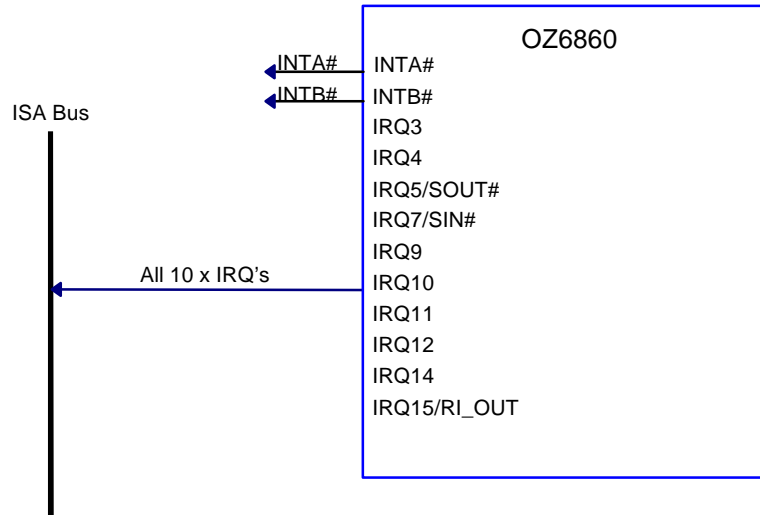 OZ6860
INTA# INTA#
INTB# INTB#
ISA Bus
IRQ3
IRQ4
IRQ5/SOUT#
IRQ7/SIN#
IRQ9
All 10 x IRQ’s
IRQ10
IRQ11
IRQ12
IRQ14
IRQ15/RI_OUT